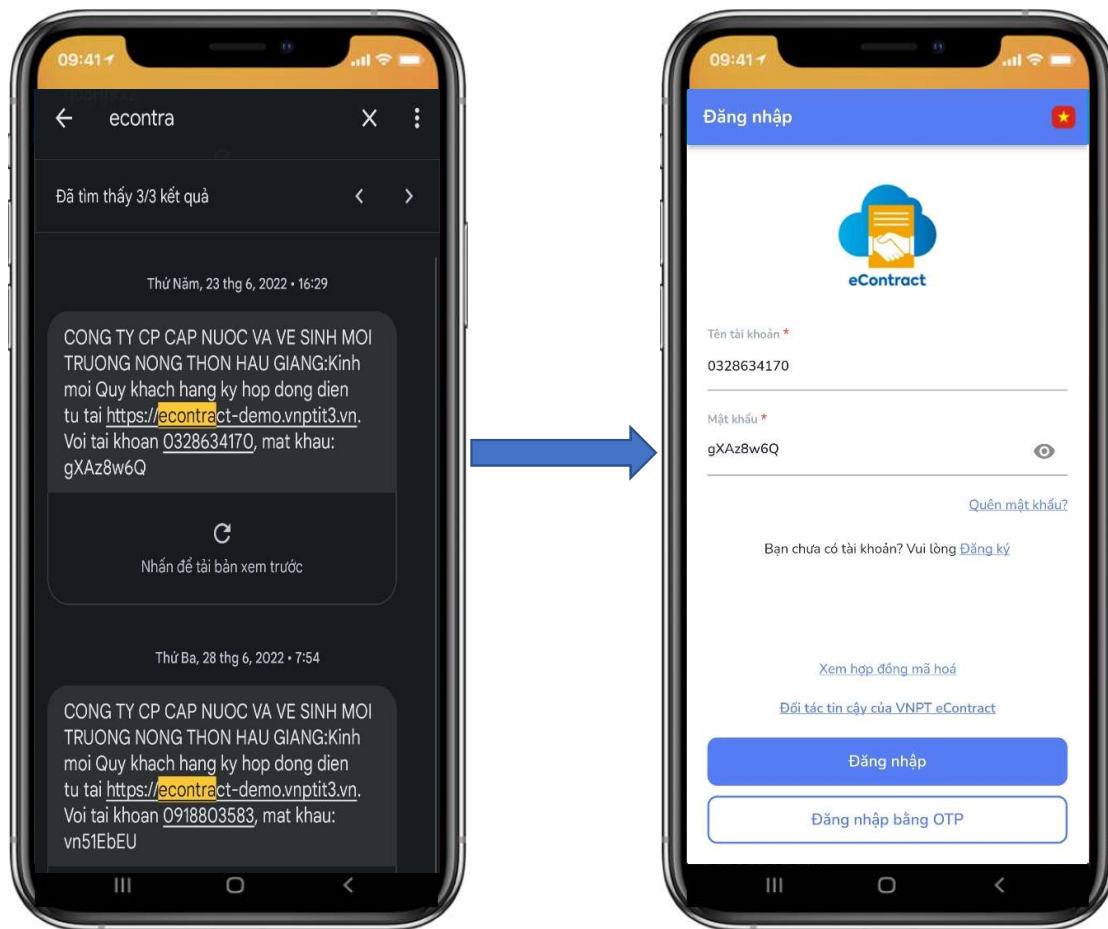 09:41
econtra
Đã tìm thấy 3/3 kết quả
Thứ Năm, 23 thg 6, 2022 • 16:29
CONG TY CP CAP NUOC VA VE SINH MOI
TRUONG NONG THON HAU GIANG:Kinh
moi Quy khach hang ky hop dong dien
tu tai https://econtract-demo.vnptit3.vn.
Voi tai khoan 0328634170, mat khau:
gXAz8w6Q
Nhấn để tải bản xem trước
Thứ Ba, 28 thg 6, 2022 • 7:54
CONG TY CP CAP NUOC VA VE SINH MOI
TRUONG NONG THON HAU GIANG:Kinh
moi Quy khach hang ky hop dong dien
tu tai https://econtract-demo.vnptit3.vn.
Voi tai khoan 0918803583, mat khau:
vn51EbEU
09:41
Đăng nhập
eContract
Tên tài khoản *
0328634170
Mật khẩu *
gXAz8w6Q
Quên mật khẩu?
Bạn chưa có tài khoản? Vui lòng Đăng ký
Xem hợp đồng mã hoá
Đối tác tin cậy của VNPT eContract
Đăng nhập
Đăng nhập bằng OTP